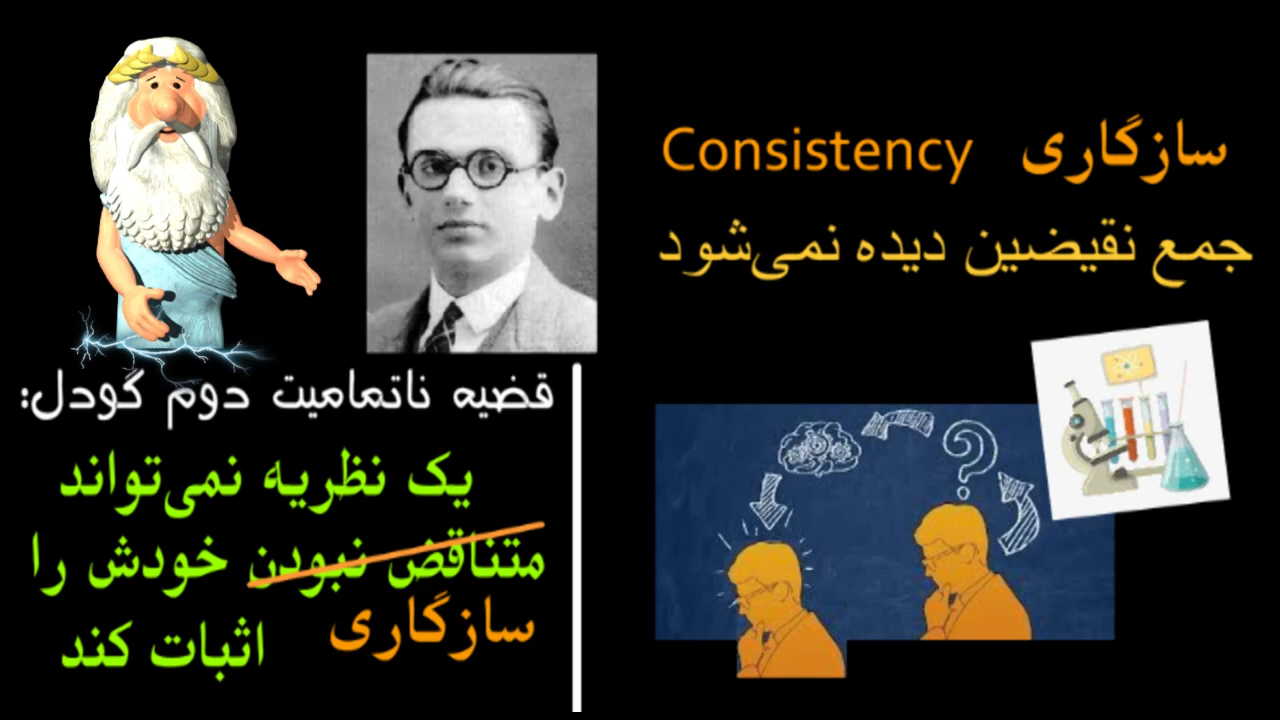 سازگاری Consistency
جمع نقیضین دیده نمی‌شود
قضیه ناتمامیت دوم گودل:
یک نظریه نمی‌تواند
متناقض نبودن خودش را
سازگاری
اثبات کند